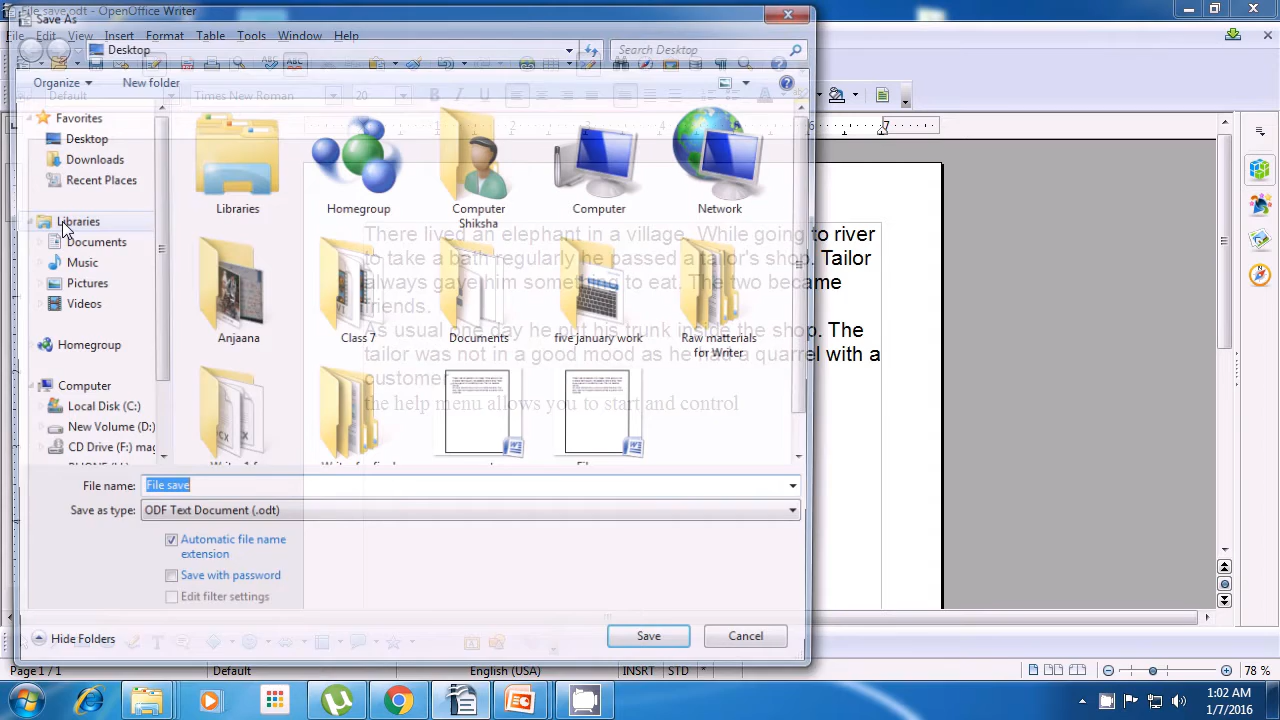 File save.odt - OpenOffice Writer
Save As
File Edit View Insert Format Table Tools Window Help
Desktop
Search Desktop
Organize
New folder
Default
Times New Roman
20
Favorites
Desktop
Downloads
Recent Places
Libraries
Documents
Music
Pictures
Videos
Homegroup
Computer
Local Disk (C:)
New Volume (D:)
CD Drive (F:) mag
Libraries
Homegroup
Computer
Shiksha
Computer
Network
Anjaana
Class 7
Documents
five january work
Raw matterials
for Writer
There lived an elephant in a village. While going to river
to take a bath regularly he passed a tailor's shop. Tailor
always gave him something to eat. The two became
friends.
As usual one day he put his trunk inside the shop. The
tailor was not in a good mood as he had a quarrel with a
customer
the help menu allows you to start and control
File name: File save
Save as type: ODF Text Document (.odt)
Automatic file name
extension
Save with password
Edit filter settings
Hide Folders
Save
Cancel
Page 1 / 1
Default
English (USA)
INSRT
STD
*
78 %
1:02 AM
1/7/2016